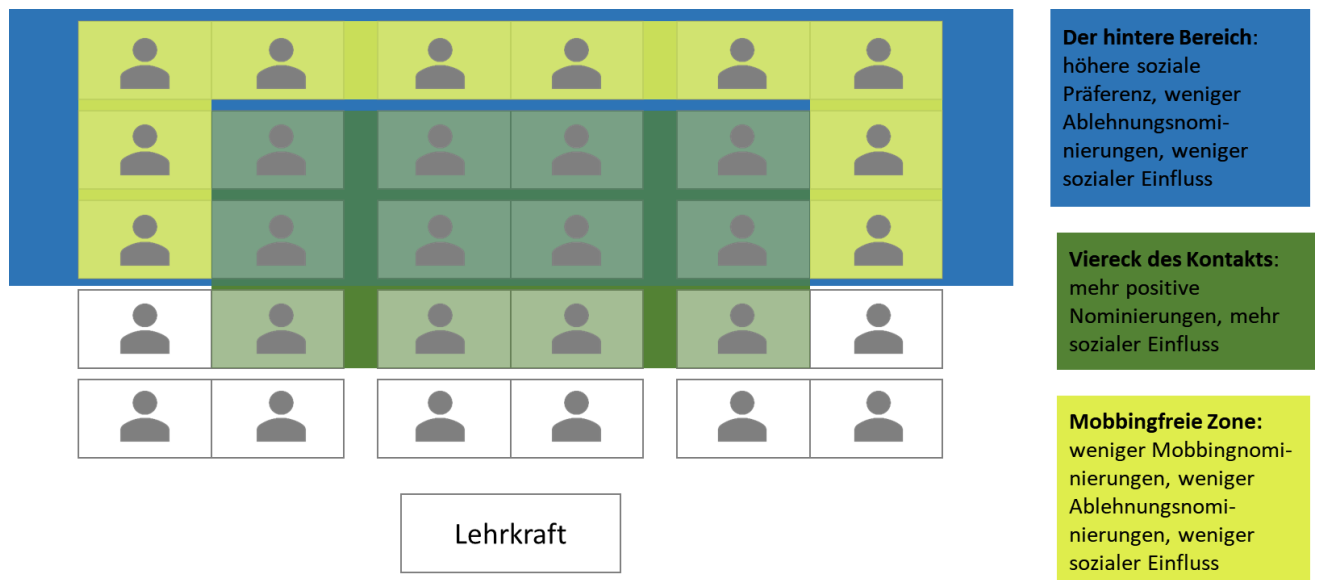 Der hintere Bereich:
höhere soziale
Präferenz, weniger
Ablehnungsnomi-
nierungen, weniger
sozialer Einfluss
Viereck des Kontakts:
mehr positive
Nominierungen, mehr
sozialer Einfluss
Mobbingfreie Zone:
weniger Mobbingnomi-
nierungen, weniger
Ablehnungsnomi-
nierungen, weniger
sozialer Einfluss
Lehrkraft